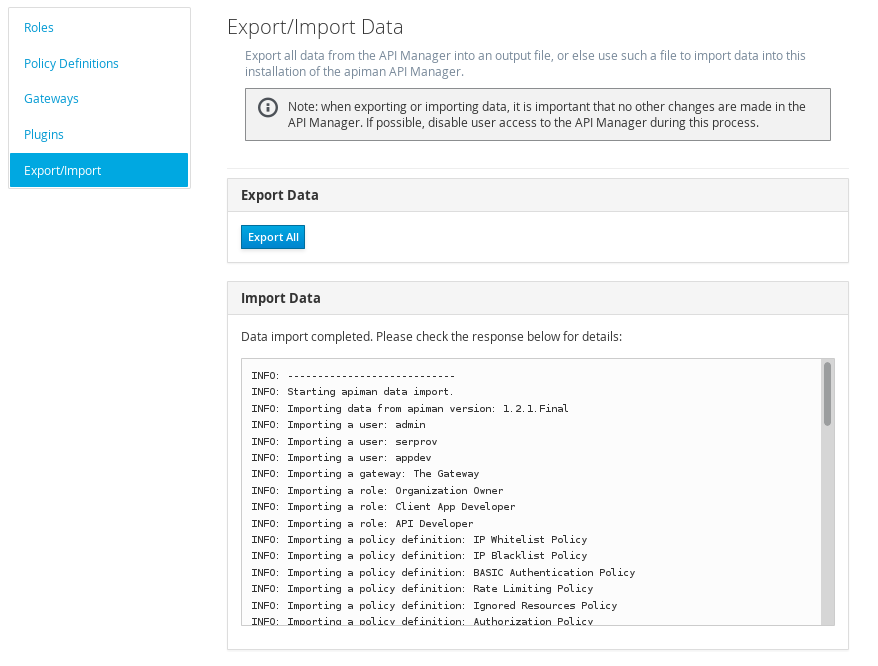 Roles
Policy Definitions
Gateways
Plugins
Export/Import
Export/Import Data
Export all data from the API Manager into an output file, or else use such a file to import data into this
installation of the apiman API Manager.
Note: when exporting or importing data, it is important that no other changes are made in the
API Manager. If possible, disable user access to the API Manager during this process.
Export Data
Export All
Import Data
Data import completed. Please check the response below for details:
INFO: ----------------------------
INFO: Starting apiman data import.
INFO: Importing data from apiman version: 1.2.1.Final
INFO: Importing a user: admin
INFO: Importing a user: serprov
INFO: Importing a user: appdev
INFO: Importing a gateway: The Gateway
INFO: Importing a role: Organization Owner
INFO: Importing a role: Client App Developer
INFO: Importing a role: API Developer
INFO: Importing a policy definition: IP Whitelist Policy
INFO: Importing a policy definition: IP Blacklist Policy
INFO: Importing a policy definition: BASIC Authentication Policy
INFO: Importing a policy definition: Rate Limiting Policy
INFO: Importing a policy definition: Ignored Resources Policy
INFO: Importing a policy definition: Authorization Policy